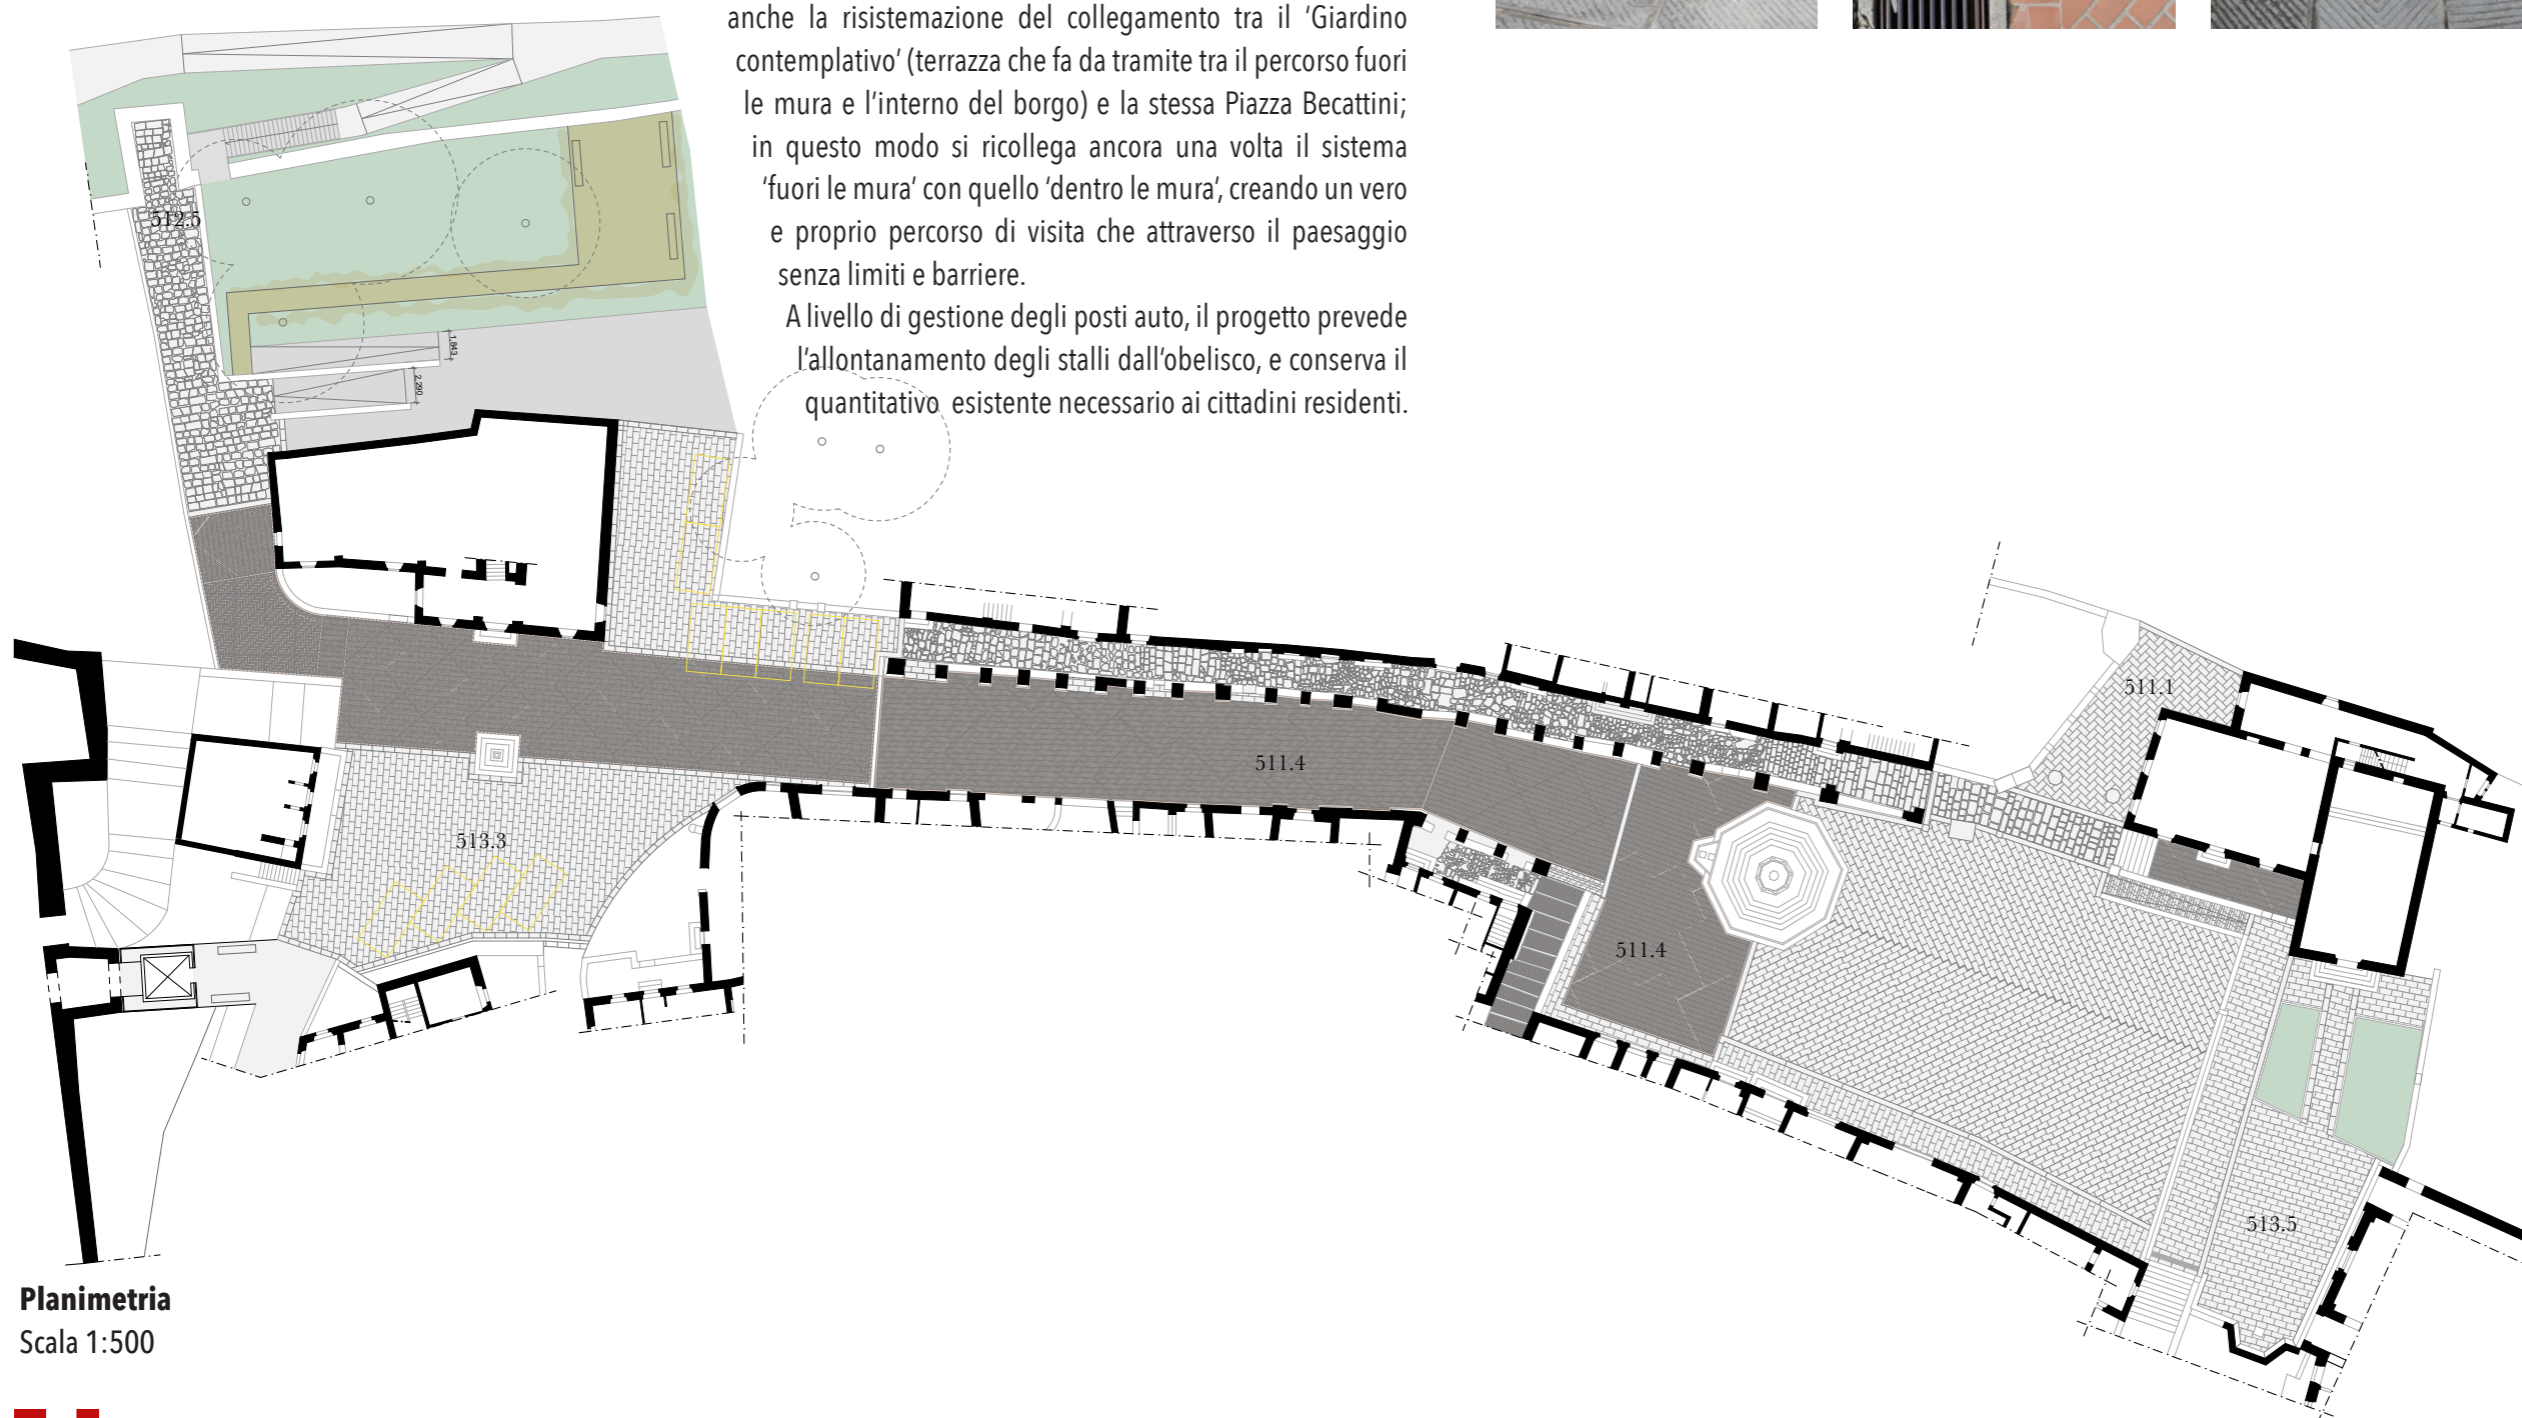 anche la risistemazione del collegamento tra il ‘Giardino
contemplativo’ (terrazza che fa da tramite tra il percorso fuori
le mura e l’interno del borgo) e la stessa Piazza Becattini;
in questo modo si ricollega ancora una volta il sistema
‘fuori le mura’ con quello ‘dentro le mura’, creando un vero
e proprio percorso di visita che attraverso il paesaggio
senza limiti e barriere.
A livello di gestione degli posti auto, il progetto prevede
l’allontanamento degli stalli dall’obelisco, e conserva il
quantitativo esistente necessario ai cittadini residenti.
512.5
1,843
2,290
511.1
511.4
513.3
511.4
513.5
Planimetria
Scala 1:500